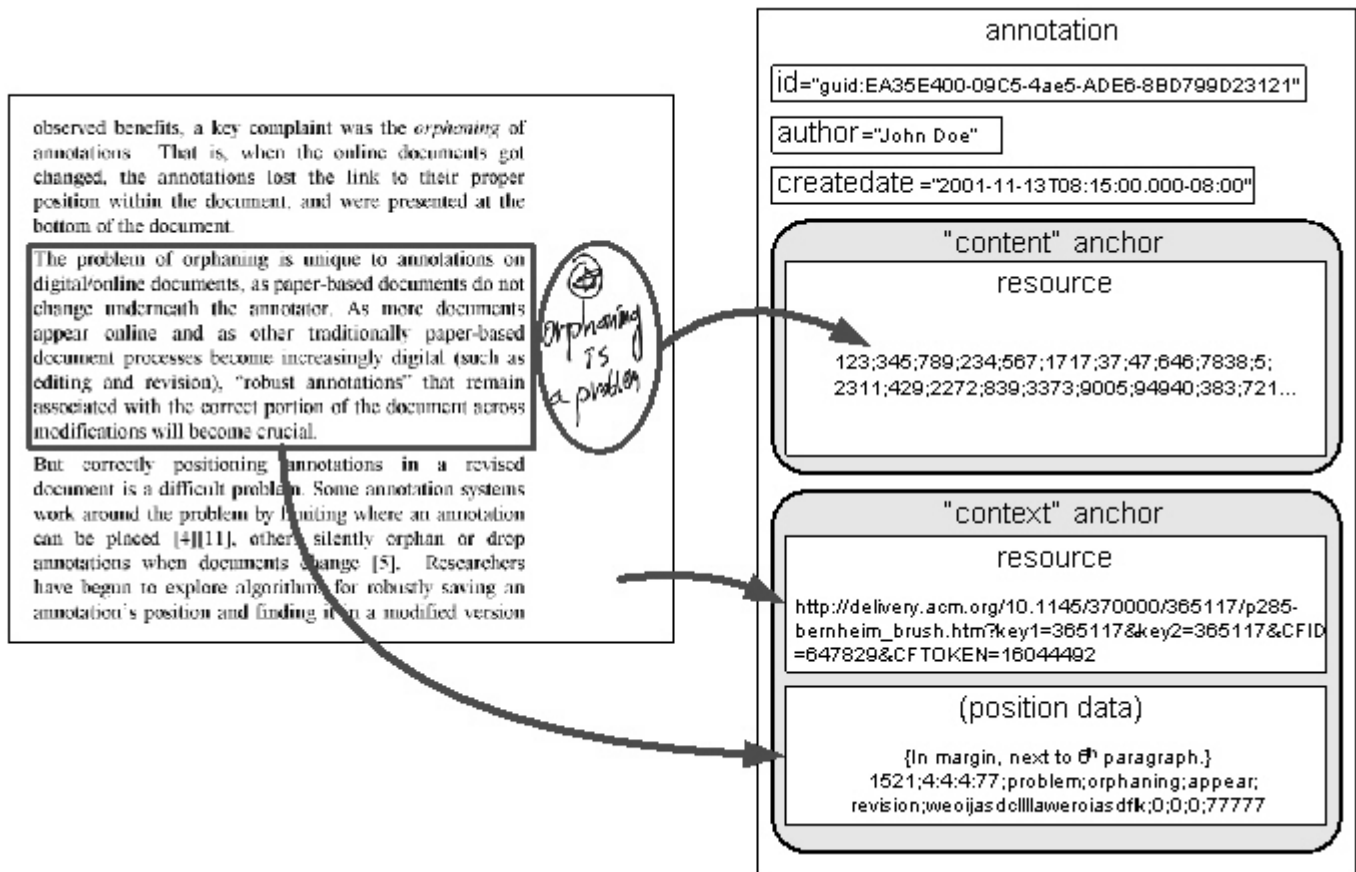 observed benefits, a key complaint was the orphaning of
annotations. That is, when the online documents got
changed, the annotations lost the link to their proper
position within the document, and were presented at the
bottom of the document.
The problem of orphaning is unique to annotations on
digital/online documents, as paper-based documents do not
change underneath the annotator. As more documents
appear online and as other traditionally paper-based
document processes become increasingly digital (such as
editing and revision), "robust annotations" that remain
associated with the correct portion of the document across
modifications will become crucial.
But correctly positioning annotations in a revised
document is a difficult problem. Some annotation systems
work around the problem by limiting where an annotation
can be placed [4][11], others silently orphan or drop
annotations when documents change [5]. Researchers
have begun to explore algorithms for robustly saving an
annotation's position and finding it in a modified version
orphaning
is
a problem
annotation
id="guid:EA35E400-09C5-4ae5-ADE6-8BD799D23121"
author="John Doe"
createdate="2001-11-13T08:15:00.000-08:00"
"content" anchor
resource
123;345;789;234;567;1717;37;47;646;7838;5;
2311;429;2272;839;3373;9005;94940;383;721...
"context" anchor
resource
http://delivery.acm.org/10.1145/370000/365117/p285-
bernheim_brush.htm?key1=365117&key2=365117&CFID
=647829&CFTOKEN=16044492
(position data)
{In margin, next to 6th paragraph.}
1521;4:4:4:77;problem;orphaning;appear;
revision;weoijasdcllllaweroiasdflk;0;0;0;77777